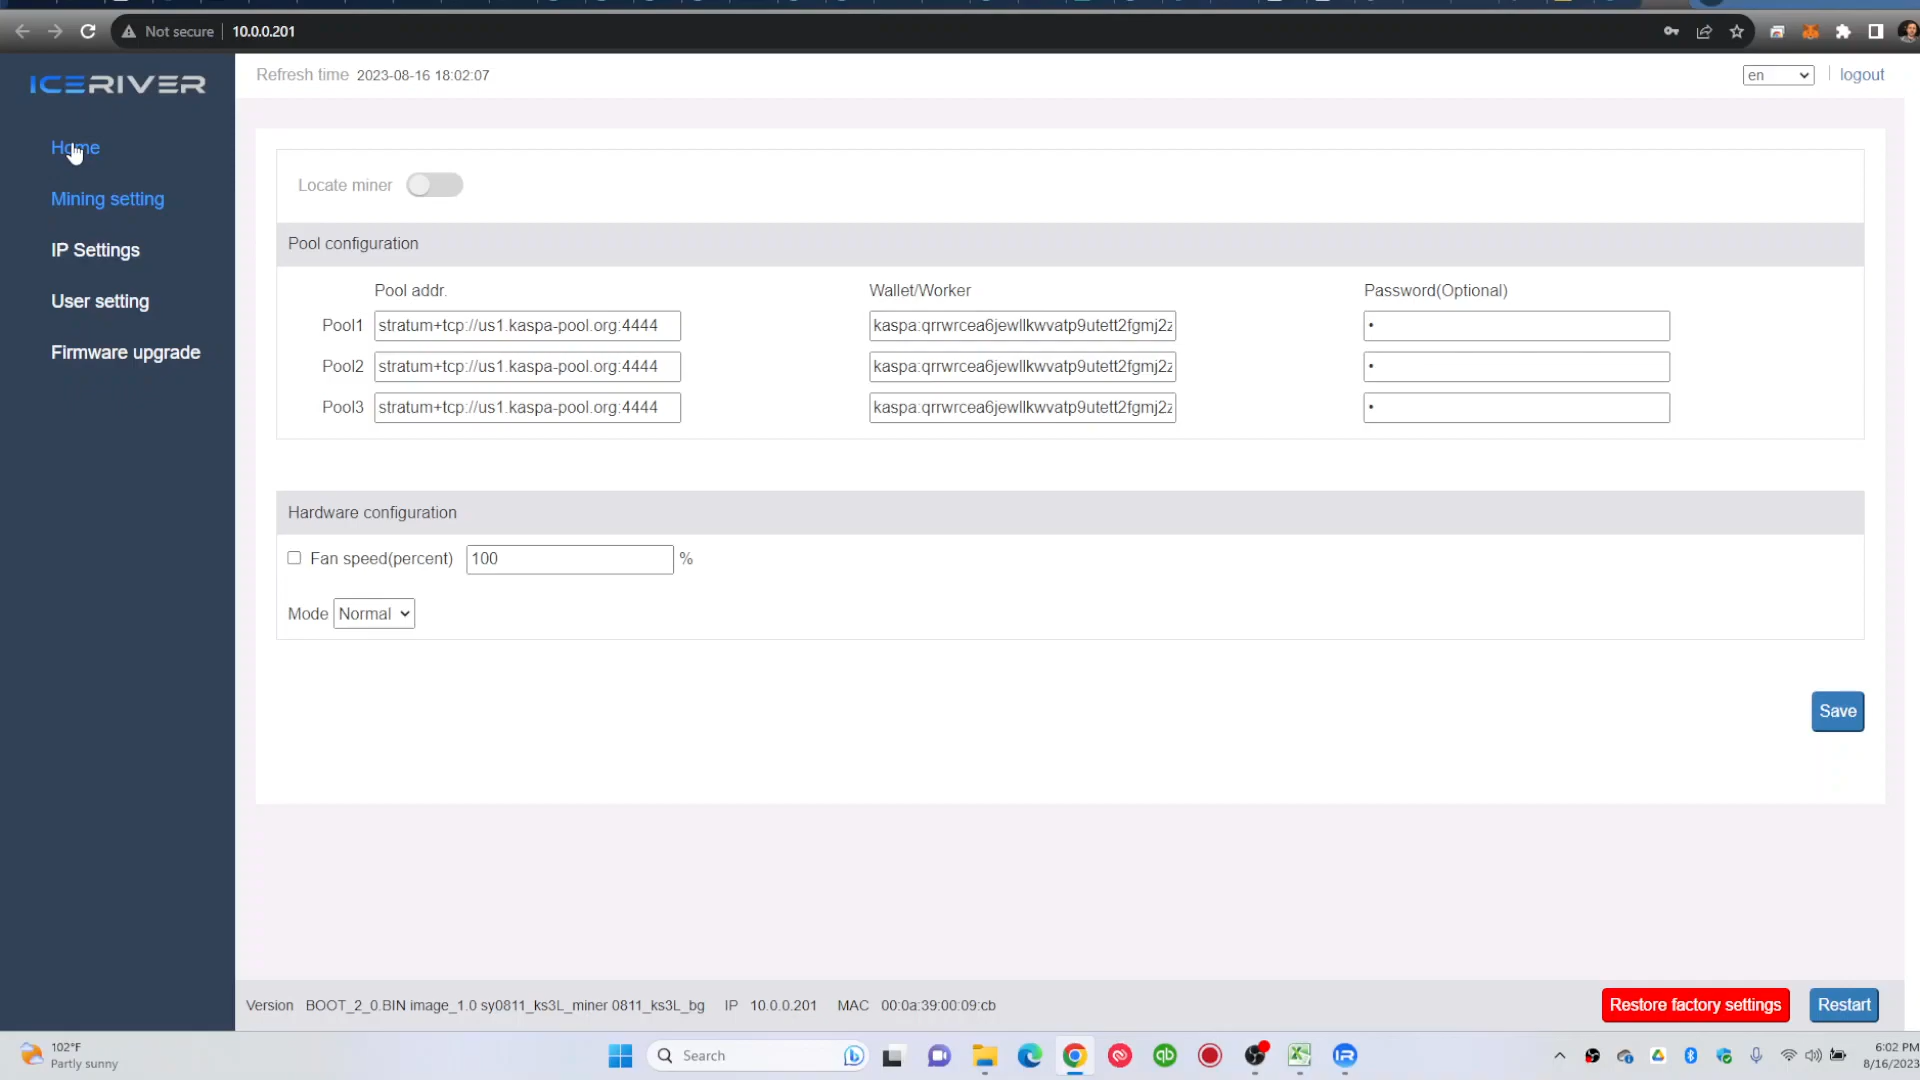 Not secure 10.0.0.201
ICERIVER
Refresh time 2023-08-16 18:02:07 en logout
Home
Mining setting
IP Settings
User setting
Firmware upgrade
Locate miner
Pool configuration
Pool addr. Wallet/Worker Password(Optional)
Pool1 stratum+tcp://us1.kaspa-pool.org:4444 kaspa:qrrwrcea6jewllkwvatp9utett2fgmj2z •
Pool2 stratum+tcp://us1.kaspa-pool.org:4444 kaspa:qrrwrcea6jewllkwvatp9utett2fgmj2z •
Pool3 stratum+tcp://us1.kaspa-pool.org:4444 kaspa:qrrwrcea6jewllkwvatp9utett2fgmj2z •
Hardware configuration
Fan speed(percent) 100 %
Mode Normal
Save
Version BOOT_2_0.BIN image_1.0 sy0811_ks3L_miner 0811_ks3L_bg IP 10.0.0.201 MAC 00:0a:39:00:09:cb Restore factory settings Restart
102°F
Partly sunny
Search
qb
6:02 PM
8/16/2023